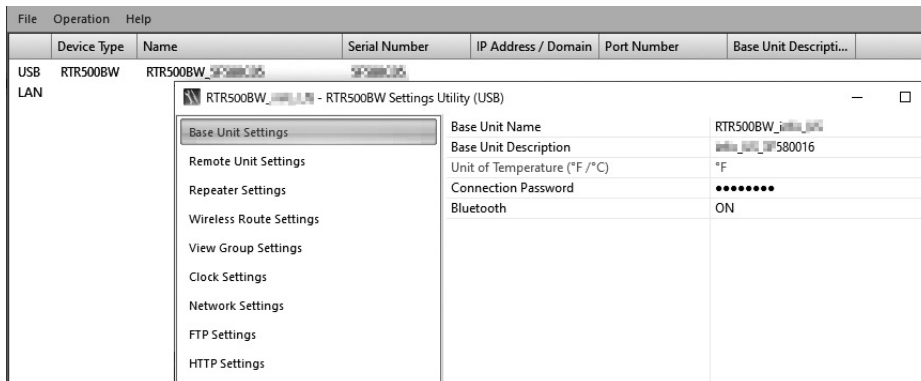 File Operation Help
Device Type Name Serial Number IP Address / Domain Port Number Base Unit Descripti...
USB RTR500BW RTR500BW_
LAN
RTR500BW_ - RTR500BW Settings Utility (USB)
Base Unit Settings
Remote Unit Settings
Repeater Settings
Wireless Route Settings
View Group Settings
Clock Settings
Network Settings
FTP Settings
HTTP Settings
Base Unit Name RTR500BW_
Base Unit Description 580016
Unit of Temperature (°F /°C) °F
Connection Password ••••••••
Bluetooth ON